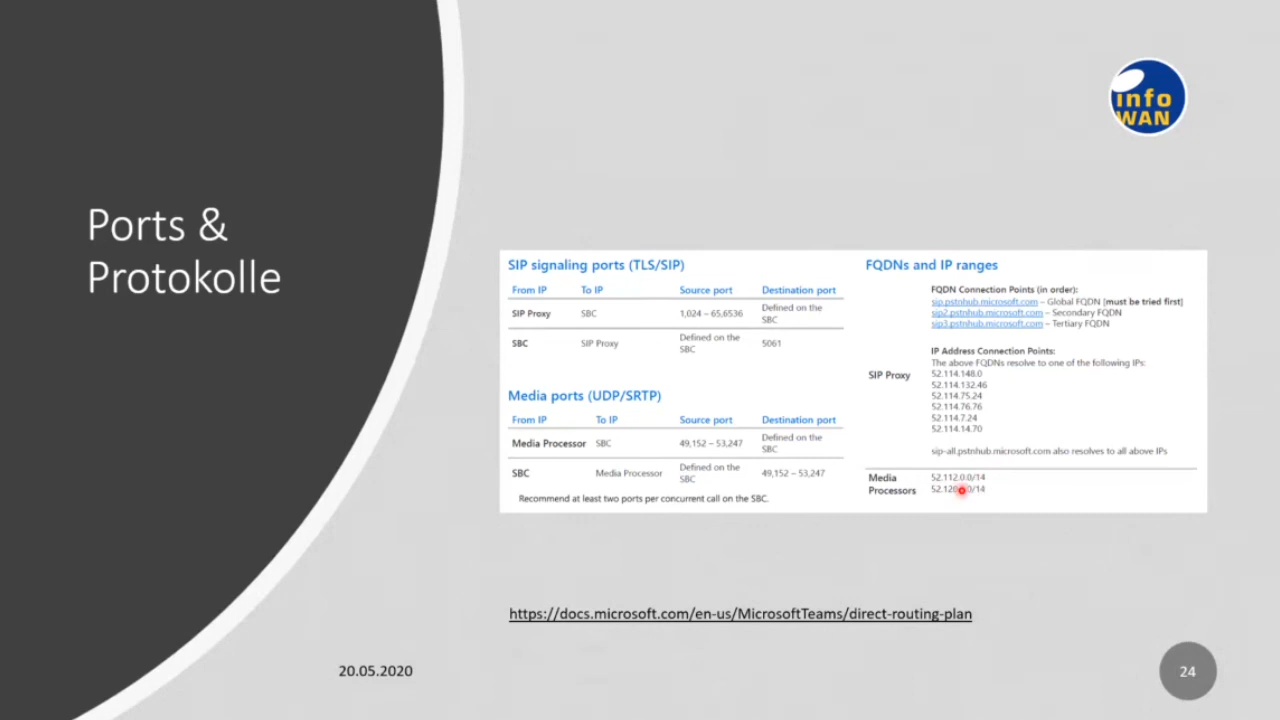 info
WAN
Ports &
Protokolle
SIP signaling ports (TLS/SIP)
From IP To IP Source port Destination port
SIP Proxy SBC 1,024 – 65,6536 Defined on the
SBC
SBC SIP Proxy Defined on the
SBC 5061
Media ports (UDP/SRTP)
From IP To IP Source port Destination port
Media Processor SBC 49,152 – 53,247 Defined on the
SBC
SBC Media Processor Defined on the
SBC 49,152 – 53,247
Recommend at least two ports per concurrent call on the SBC.
FQDNs and IP ranges
FQDN Connection Points (in order):
sip.pstnhub.microsoft.com – Global FQDN [must be tried first]
sip2.pstnhub.microsoft.com – Secondary FQDN
sip3.pstnhub.microsoft.com – Tertiary FQDN
IP Address Connection Points:
The above FQDNs resolve to one of the following IPs:
SIP Proxy
52.114.148.0
52.114.132.46
52.114.75.24
52.114.76.76
52.114.7.24
52.114.14.70
sip-all.pstnhub.microsoft.com also resolves to all above IPs
Media
Processors
52.112.0.0/14
https://docs.microsoft.com/en-us/MicrosoftTeams/direct-routing-plan
20.05.2020
24